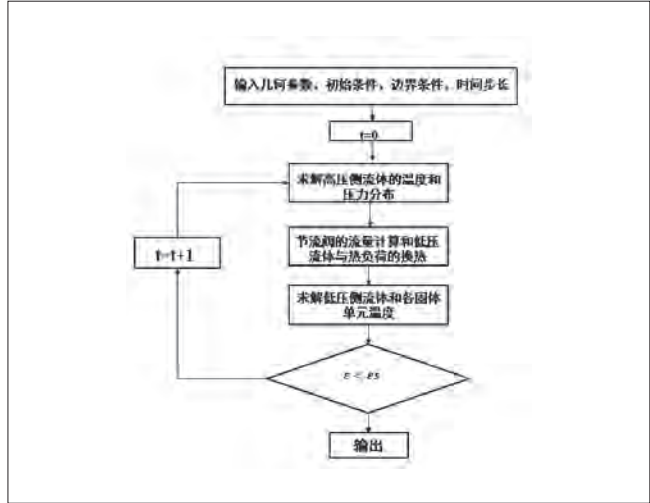 输入几何参数、初始条件、边界条件、时间步长
t=0
求解高压侧流体的温度和
压力分布
节流阀的流量计算和低压
流体与热负荷的换热
t=t+1
求解低压侧流体和各固体
单元温度
ε < εs
输出